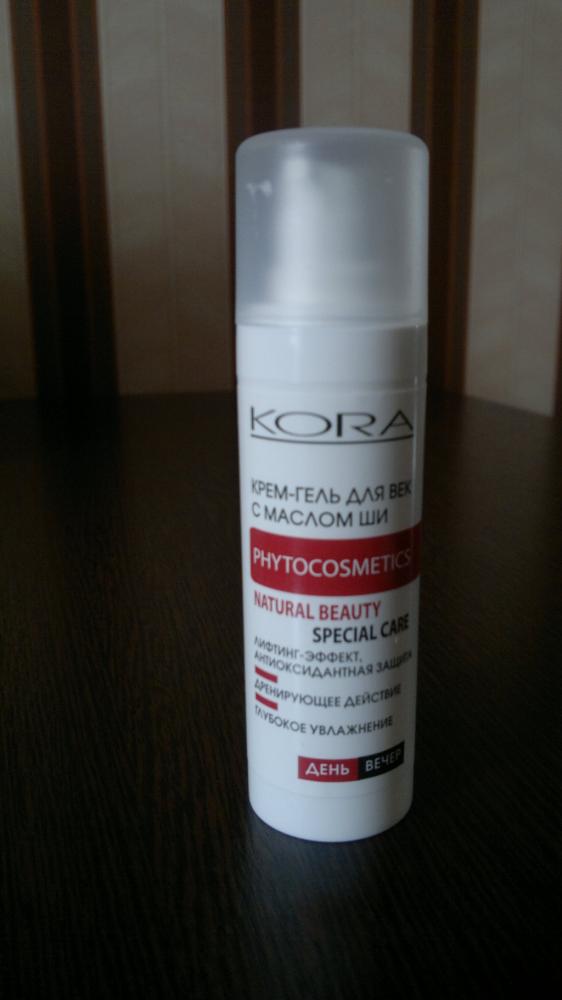 KORA
КРЕМ-ГЕЛЬ ДЛЯ ВЕК
С МАСЛОМ ШИ
PHYTOCOSMETICS
NATURAL BEAUTY
SPECIAL CARE
ЛИФТИНГ-ЭФФЕКТ,
АНТИОКСИДАНТНАЯ ЗАЩИТА
ДРЕНИРУЮЩЕЕ ДЕЙСТВИЕ
ГЛУБОКОЕ УВЛАЖНЕНИЕ
ДЕНЬ ВЕЧЕР